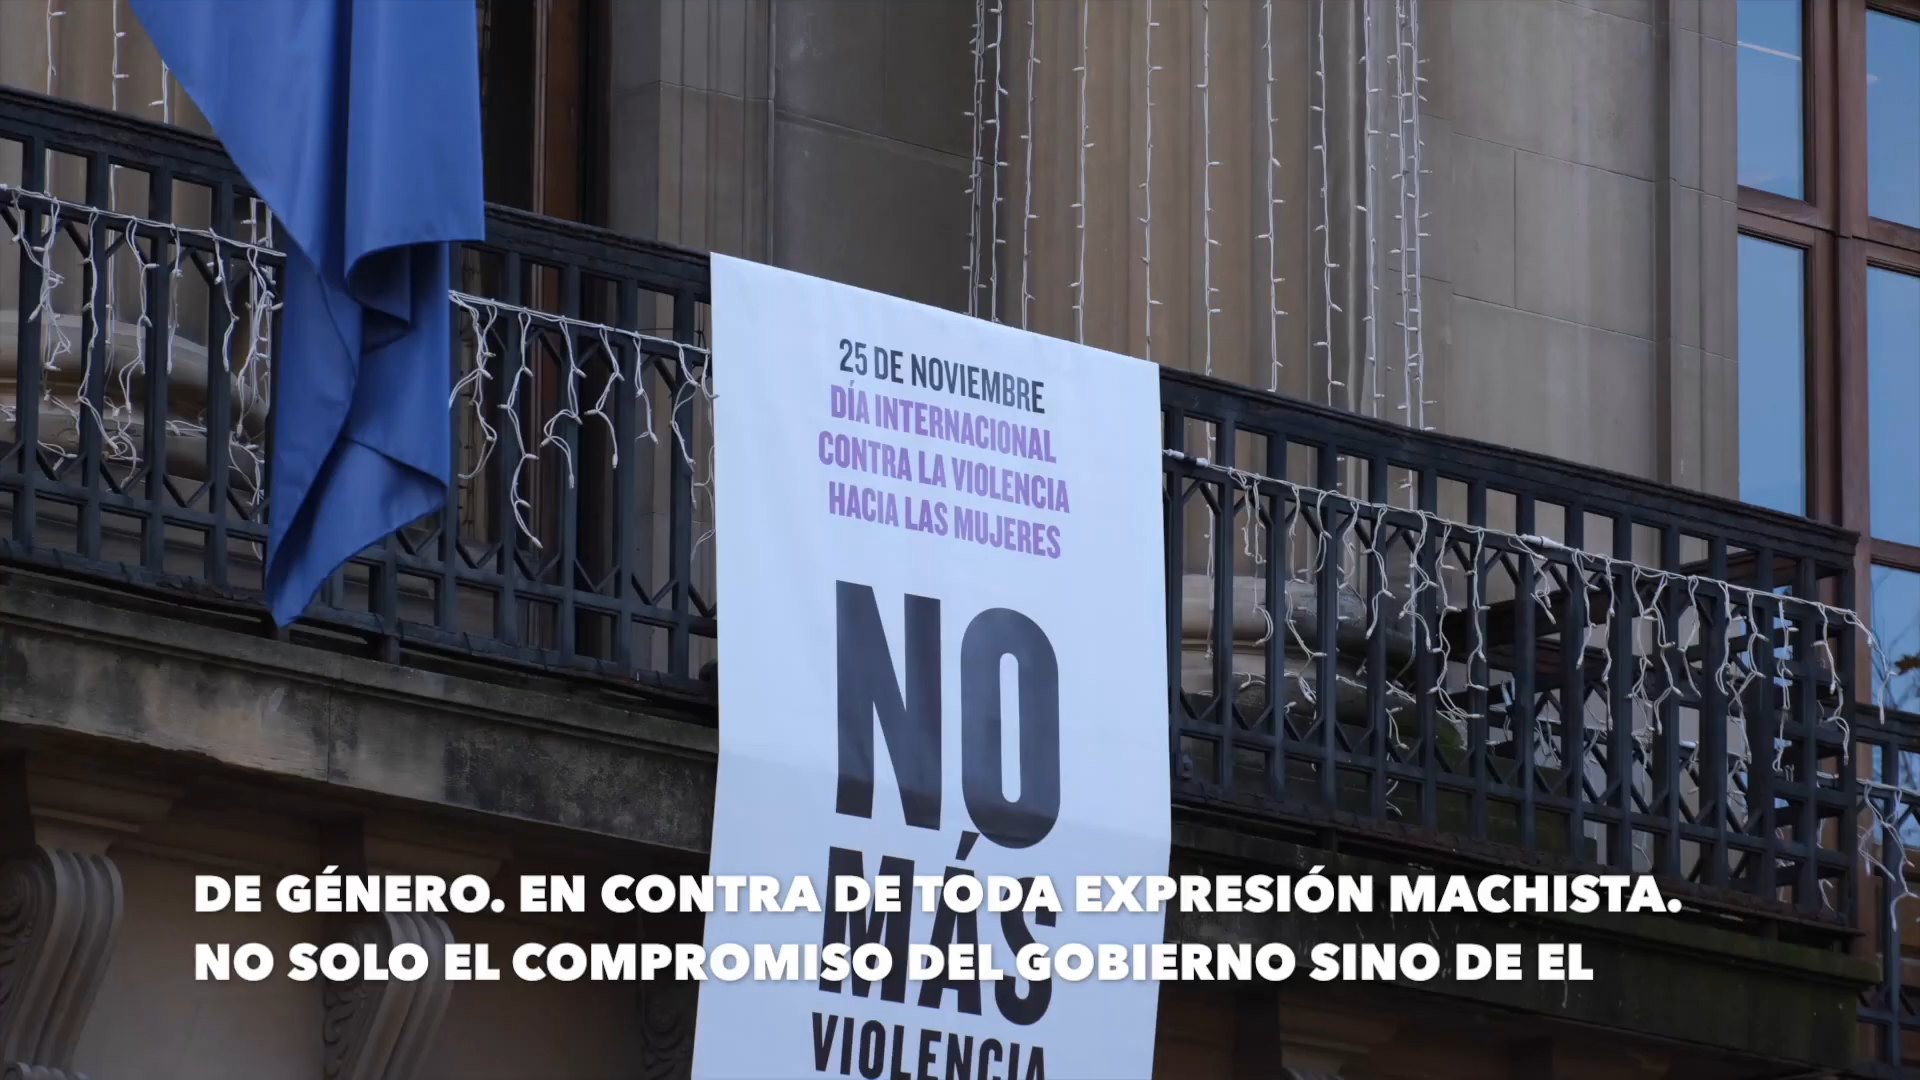 25 DE NOVIEMBRE
DÍA INTERNACIONAL
CONTRA LA VIOLENCIA
HACIA LAS MUJERES
NO
MÁS
VIOLENCIA
DE GÉNERO. EN CONTRA DE TODA EXPRESIÓN MACHISTA.
NO SOLO EL COMPROMISO DEL GOBIERNO SINO DE EL